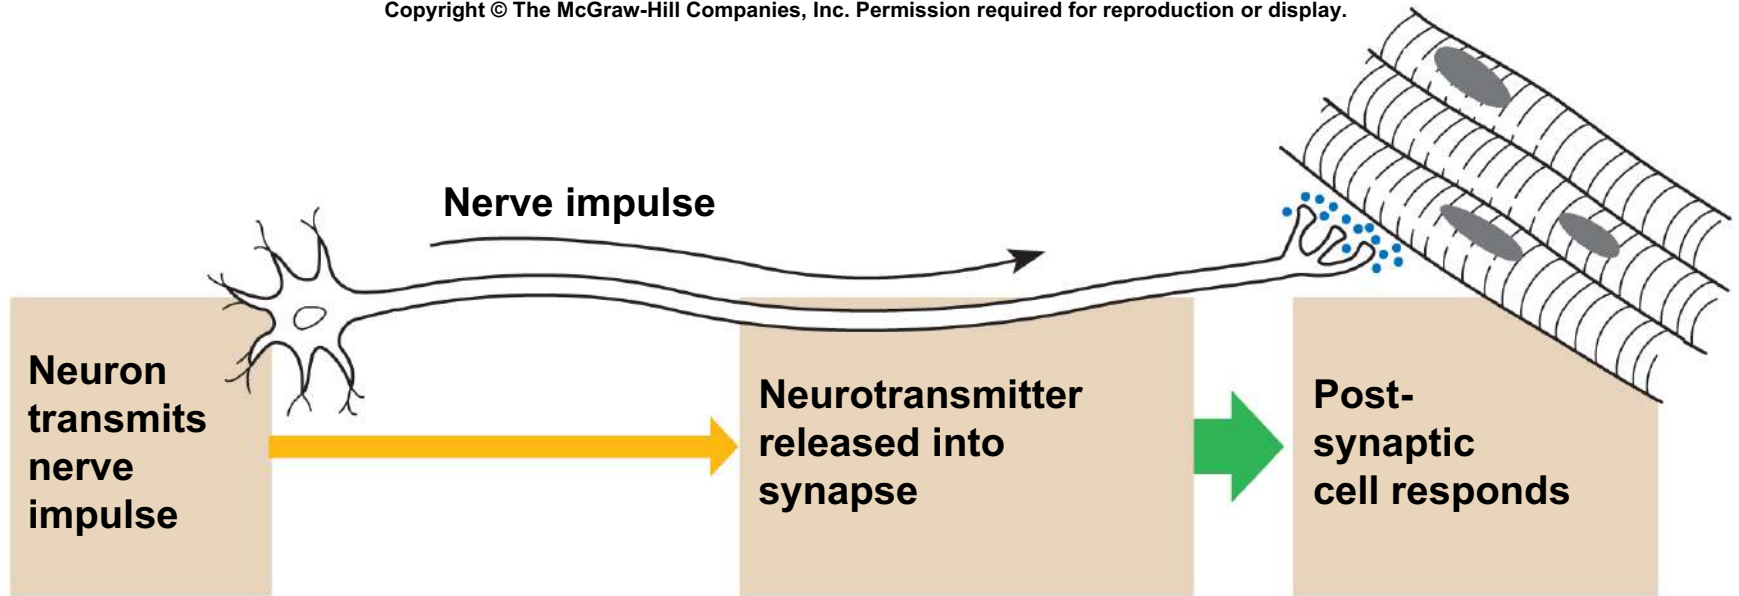 Copyright © The McGraw-Hill Companies, Inc. Permission required for reproduction or display.
Nerve impulse
Neuron
transmits
nerve
impulse
Neurotransmitter
released into
synapse
Post-
synaptic
cell responds